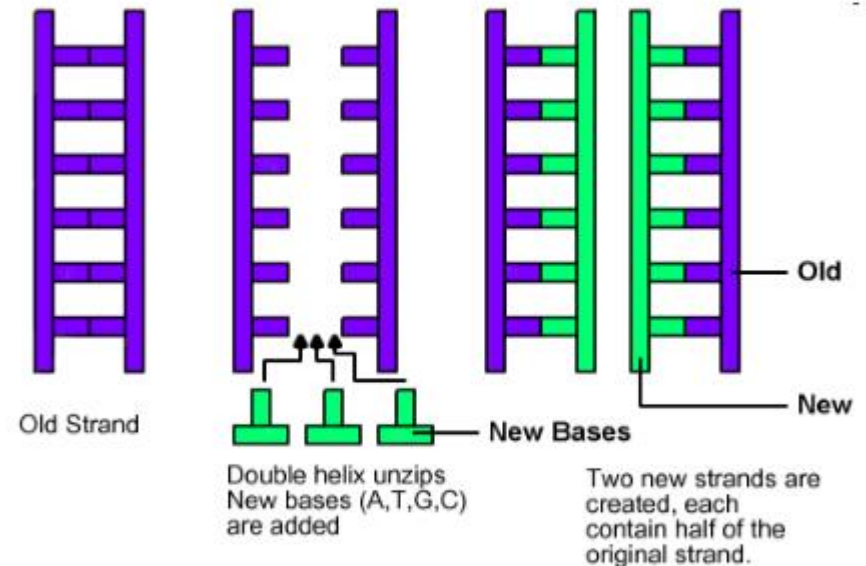 Old Strand
Double helix unzips
New bases (A,T,G,C)
are added
New Bases
Old
New
Two new strands are
created, each
contain half of the
original strand.